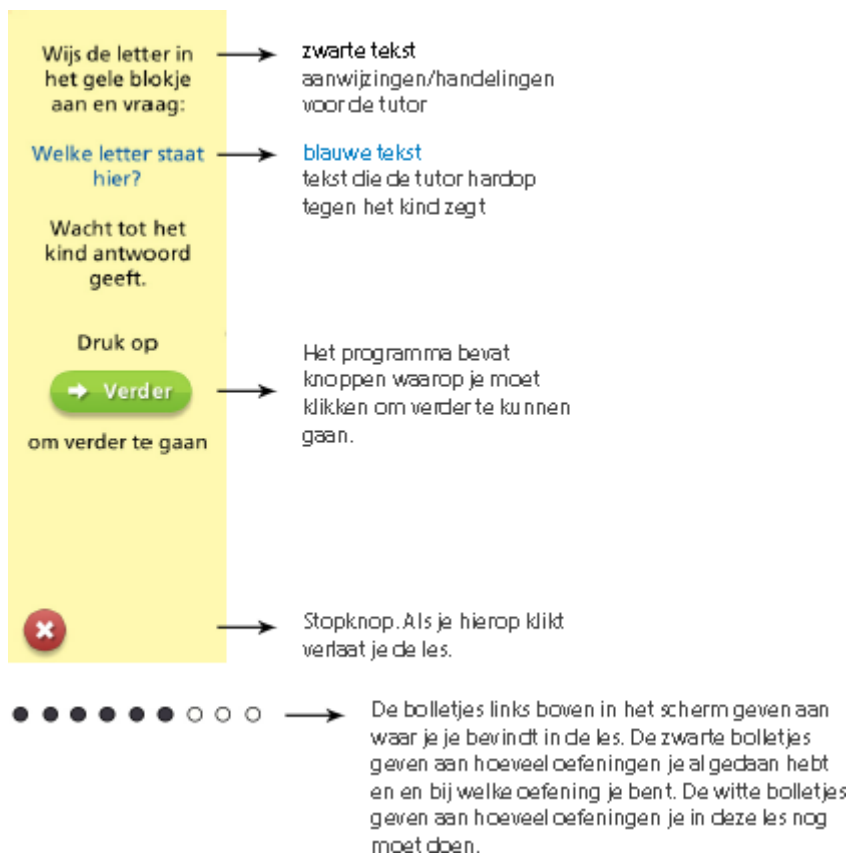 Wijs de letter in
het gele blokje
aan en vraag:
zwarte tekst
aanwijzingen/handelingen
voor de tutor
Welke letter staat
hier?
blauwe tekst
tekst die de tutor hardop
tegen het kind zegt
Wacht tot het
kind antwoord
geeft.
Druk op
Verder
om verder te gaan
Het programma bevat
knoppen waarop je moet
klikken om verder te kunnen
gaan.
Stopknop. Als je hierop klikt
verlaat je de les.
De bolletjes links boven in het scherm geven aan
waar je je bevindt in de les. De zwarte bolletjes
geven aan hoeveel oefeningen je al gedaan hebt
en en bij welke oefening je bent. De witte bolletjes
geven aan hoeveel oefeningen je in deze les nog
moet doen.